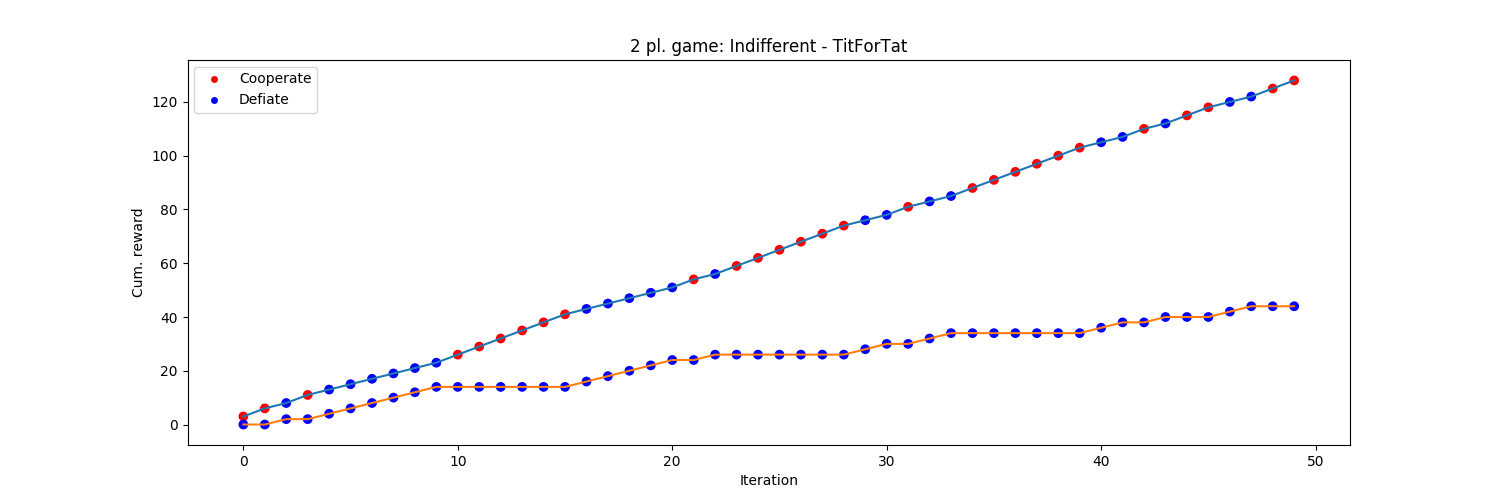 2 pl. game: Indifferent - TitForTat
Cooperate
Defiate
Cum. reward
120
100
80
60
40
20
0
0 10 20 30 40 50
Iteration